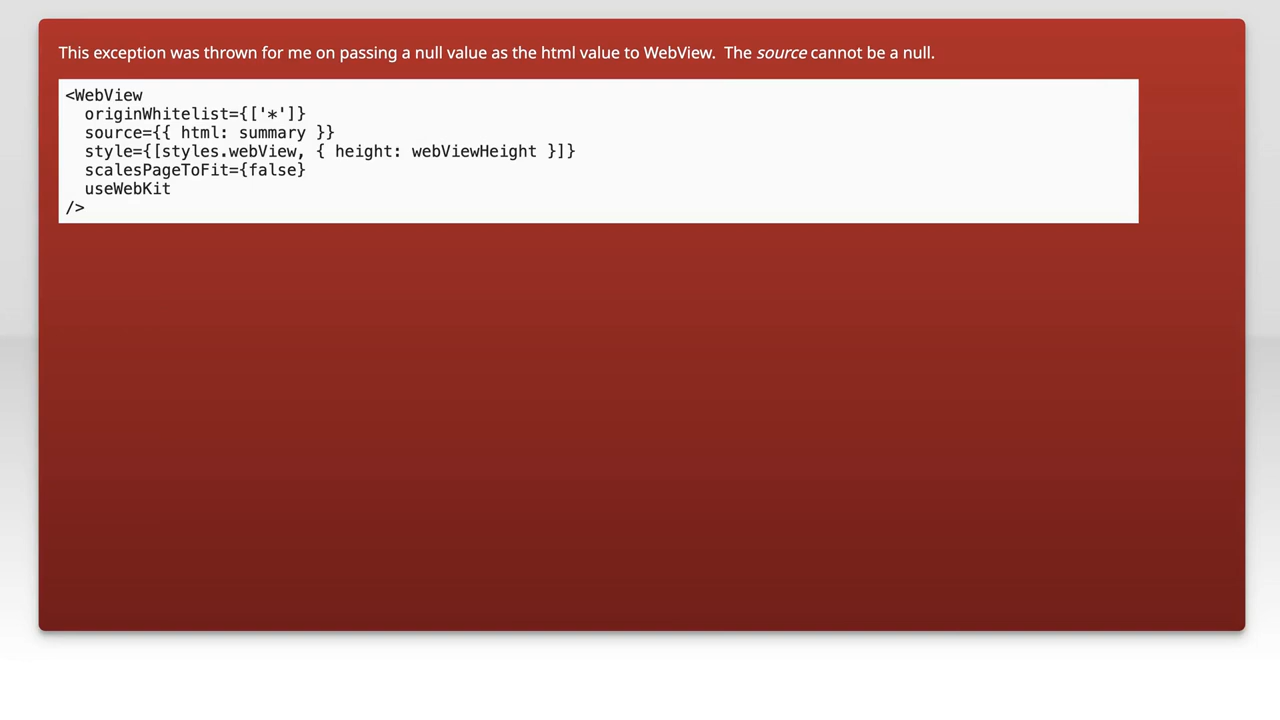 This exception was thrown for me on passing a null value as the html value to WebView.  The source cannot be a null.
<WebView
  originWhitelist={['*']}
  source={{ html: summary }}
  style={[styles.webView, { height: webViewHeight }]}
  scalesPageToFit={false}
  useWebKit
/>